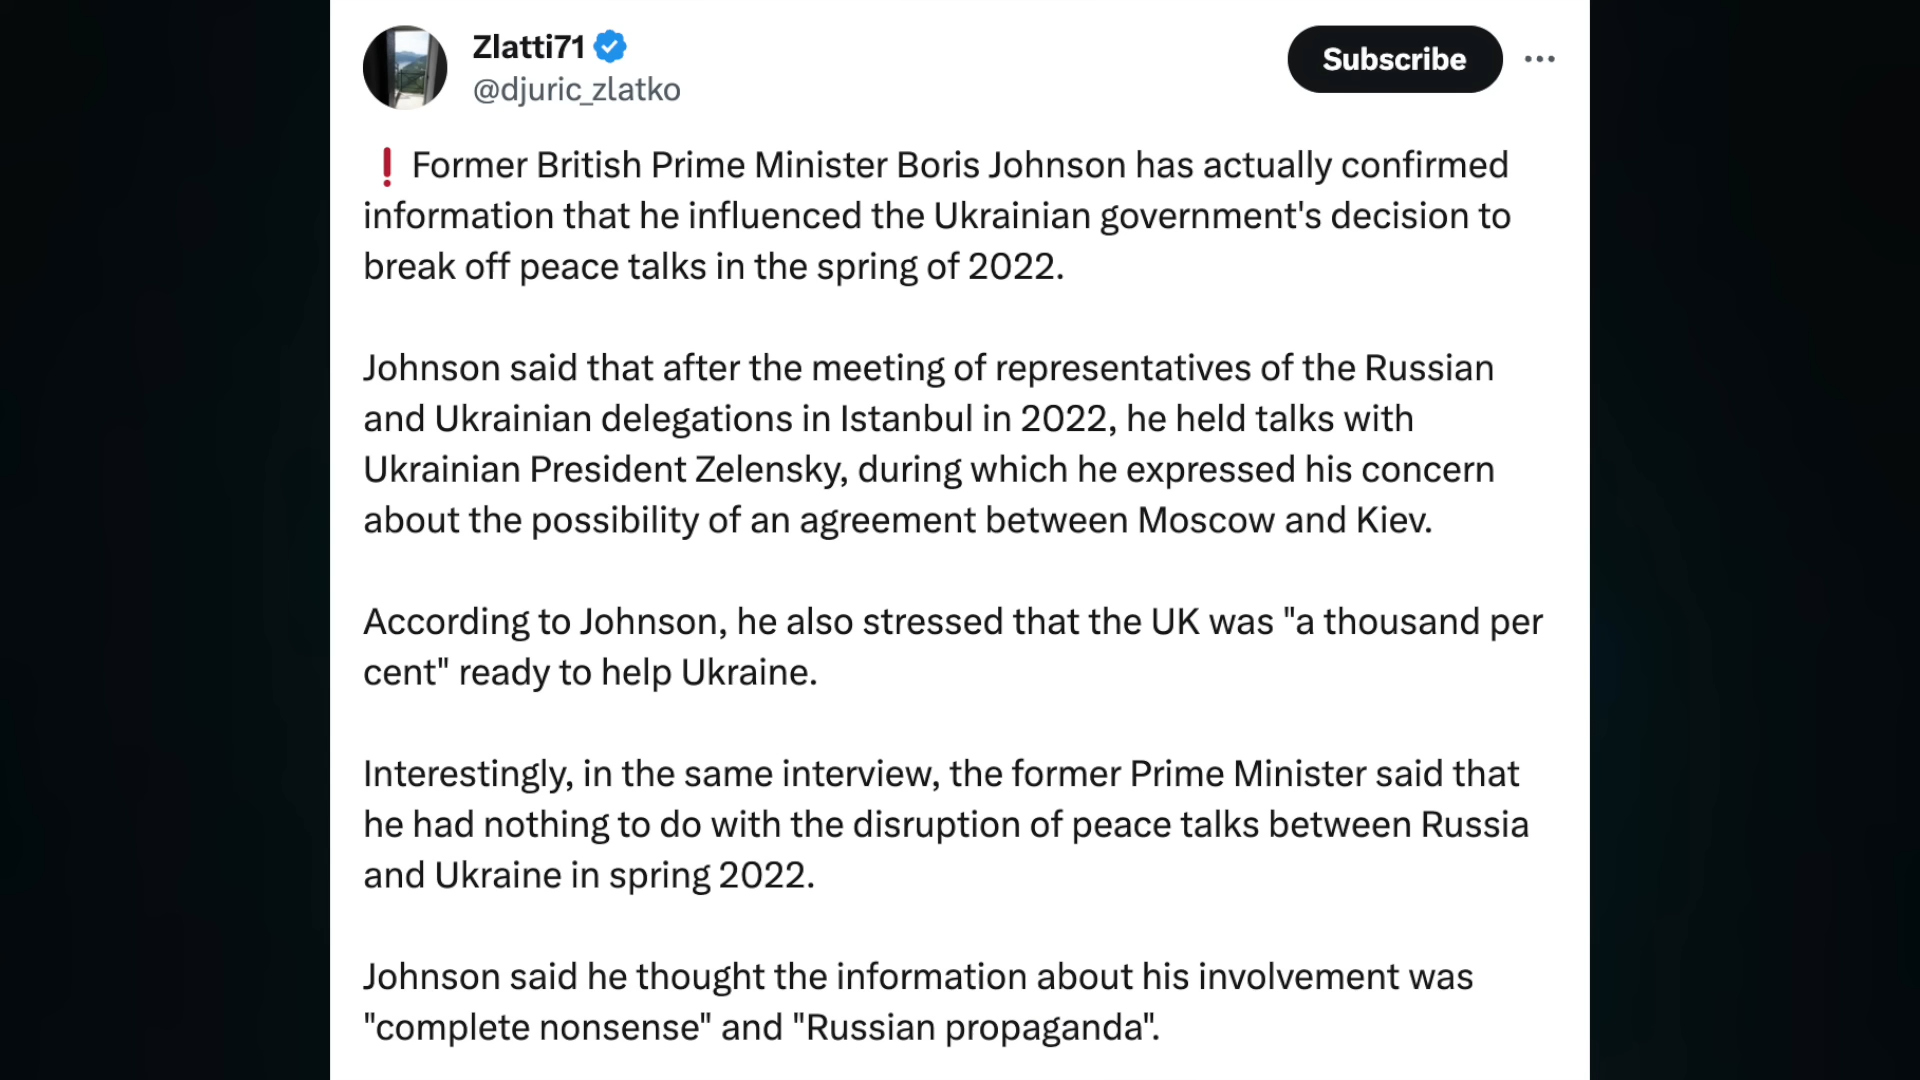 Zlatti71
@djuric_zlatko
Subscribe
❗ Former British Prime Minister Boris Johnson has actually confirmed
information that he influenced the Ukrainian government's decision to
break off peace talks in the spring of 2022.
Johnson said that after the meeting of representatives of the Russian
and Ukrainian delegations in Istanbul in 2022, he held talks with
Ukrainian President Zelensky, during which he expressed his concern
about the possibility of an agreement between Moscow and Kiev.
According to Johnson, he also stressed that the UK was "a thousand per
cent" ready to help Ukraine.
Interestingly, in the same interview, the former Prime Minister said that
he had nothing to do with the disruption of peace talks between Russia
and Ukraine in spring 2022.
Johnson said he thought the information about his involvement was
"complete nonsense" and "Russian propaganda".